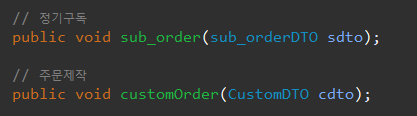 // 정기구독
public void sub_order(sub_orderDTO sdto);
// 주문제작
public void customOrder(CustomDTO cdto);